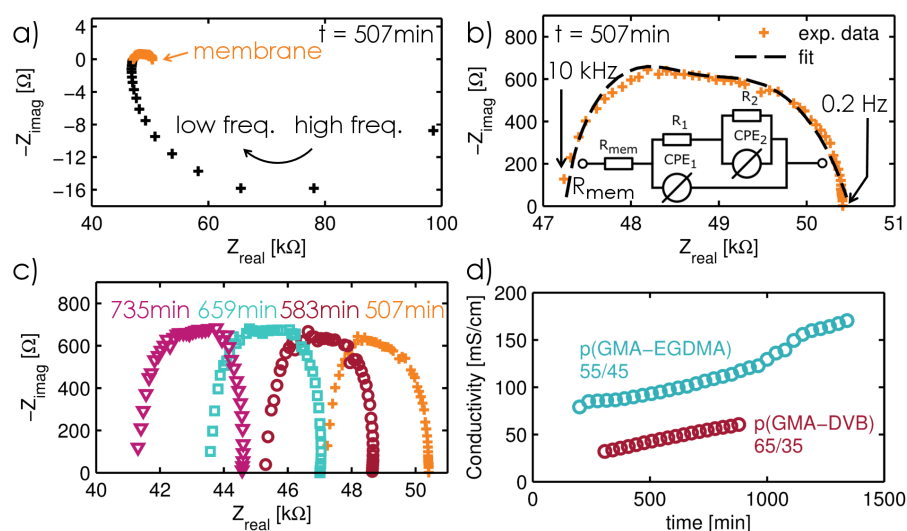 a)
t = 507min
membrane
low freq.
high freq.
−Z_imag [Ω]
0
−4
−8
−12
−16
40
60
80
100
Z_real [kΩ]
b)
t = 507min
exp. data
fit
10 kHz
0.2 Hz
R_mem
R_mem
R_1
CPE_1
R_2
CPE_2
−Z_imag [Ω]
800
600
400
200
0
47
48
49
50
51
Z_real [kΩ]
c)
735min
659min
583min
507min
−Z_imag [Ω]
800
600
400
200
0
40
42
44
46
48
50
Z_real [kΩ]
d)
Conductivity [mS/cm]
200
150
100
50
0
p(GMA−EGDMA)
55/45
p(GMA−DVB)
65/35
0
500
1000
1500
time [min]